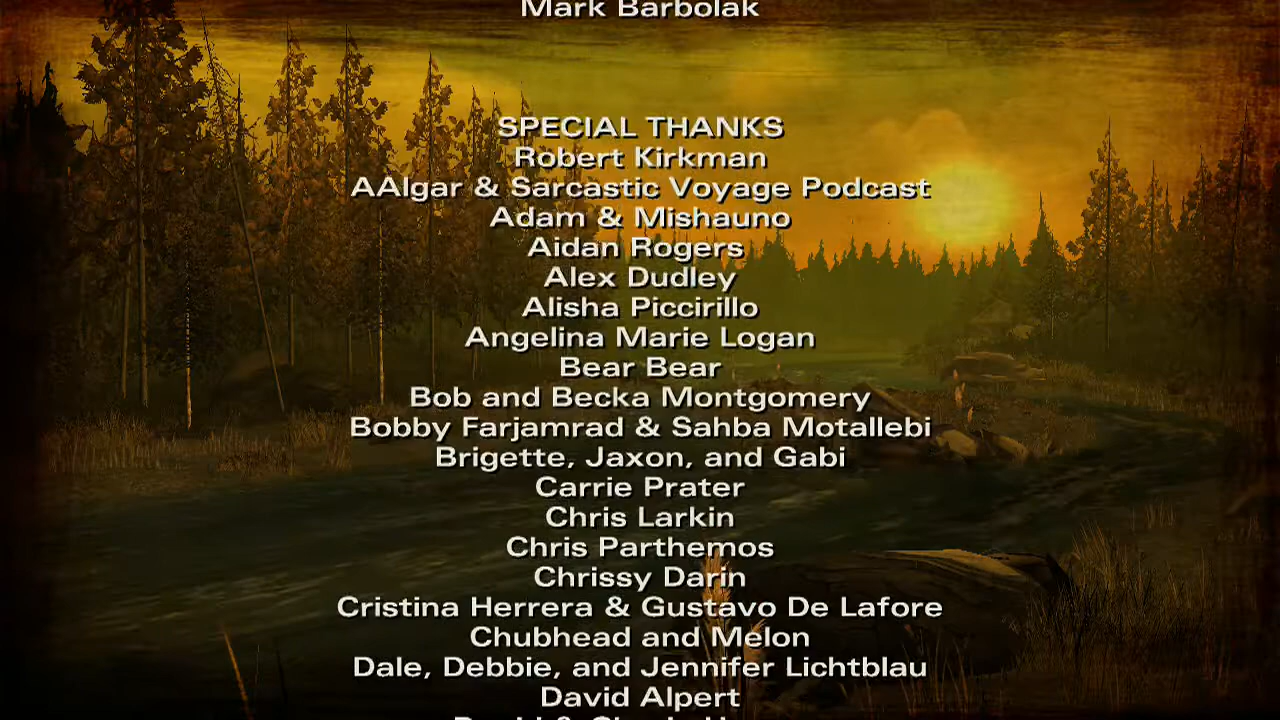 Mark Barbolak
SPECIAL THANKS
Robert Kirkman
AAlgar & Sarcastic Voyage Podcast
Adam & Mishauno
Aidan Rogers
Alex Dudley
Alisha Piccirillo
Angelina Marie Logan
Bear Bear
Bob and Becka Montgomery
Bobby Farjamrad & Sahba Motallebi
Brigette, Jaxon, and Gabi
Carrie Prater
Chris Larkin
Chris Parthemos
Chrissy Darin
Cristina Herrera & Gustavo De Lafore
Chubhead and Melon
Dale, Debbie, and Jennifer Lichtblau
David Alpert